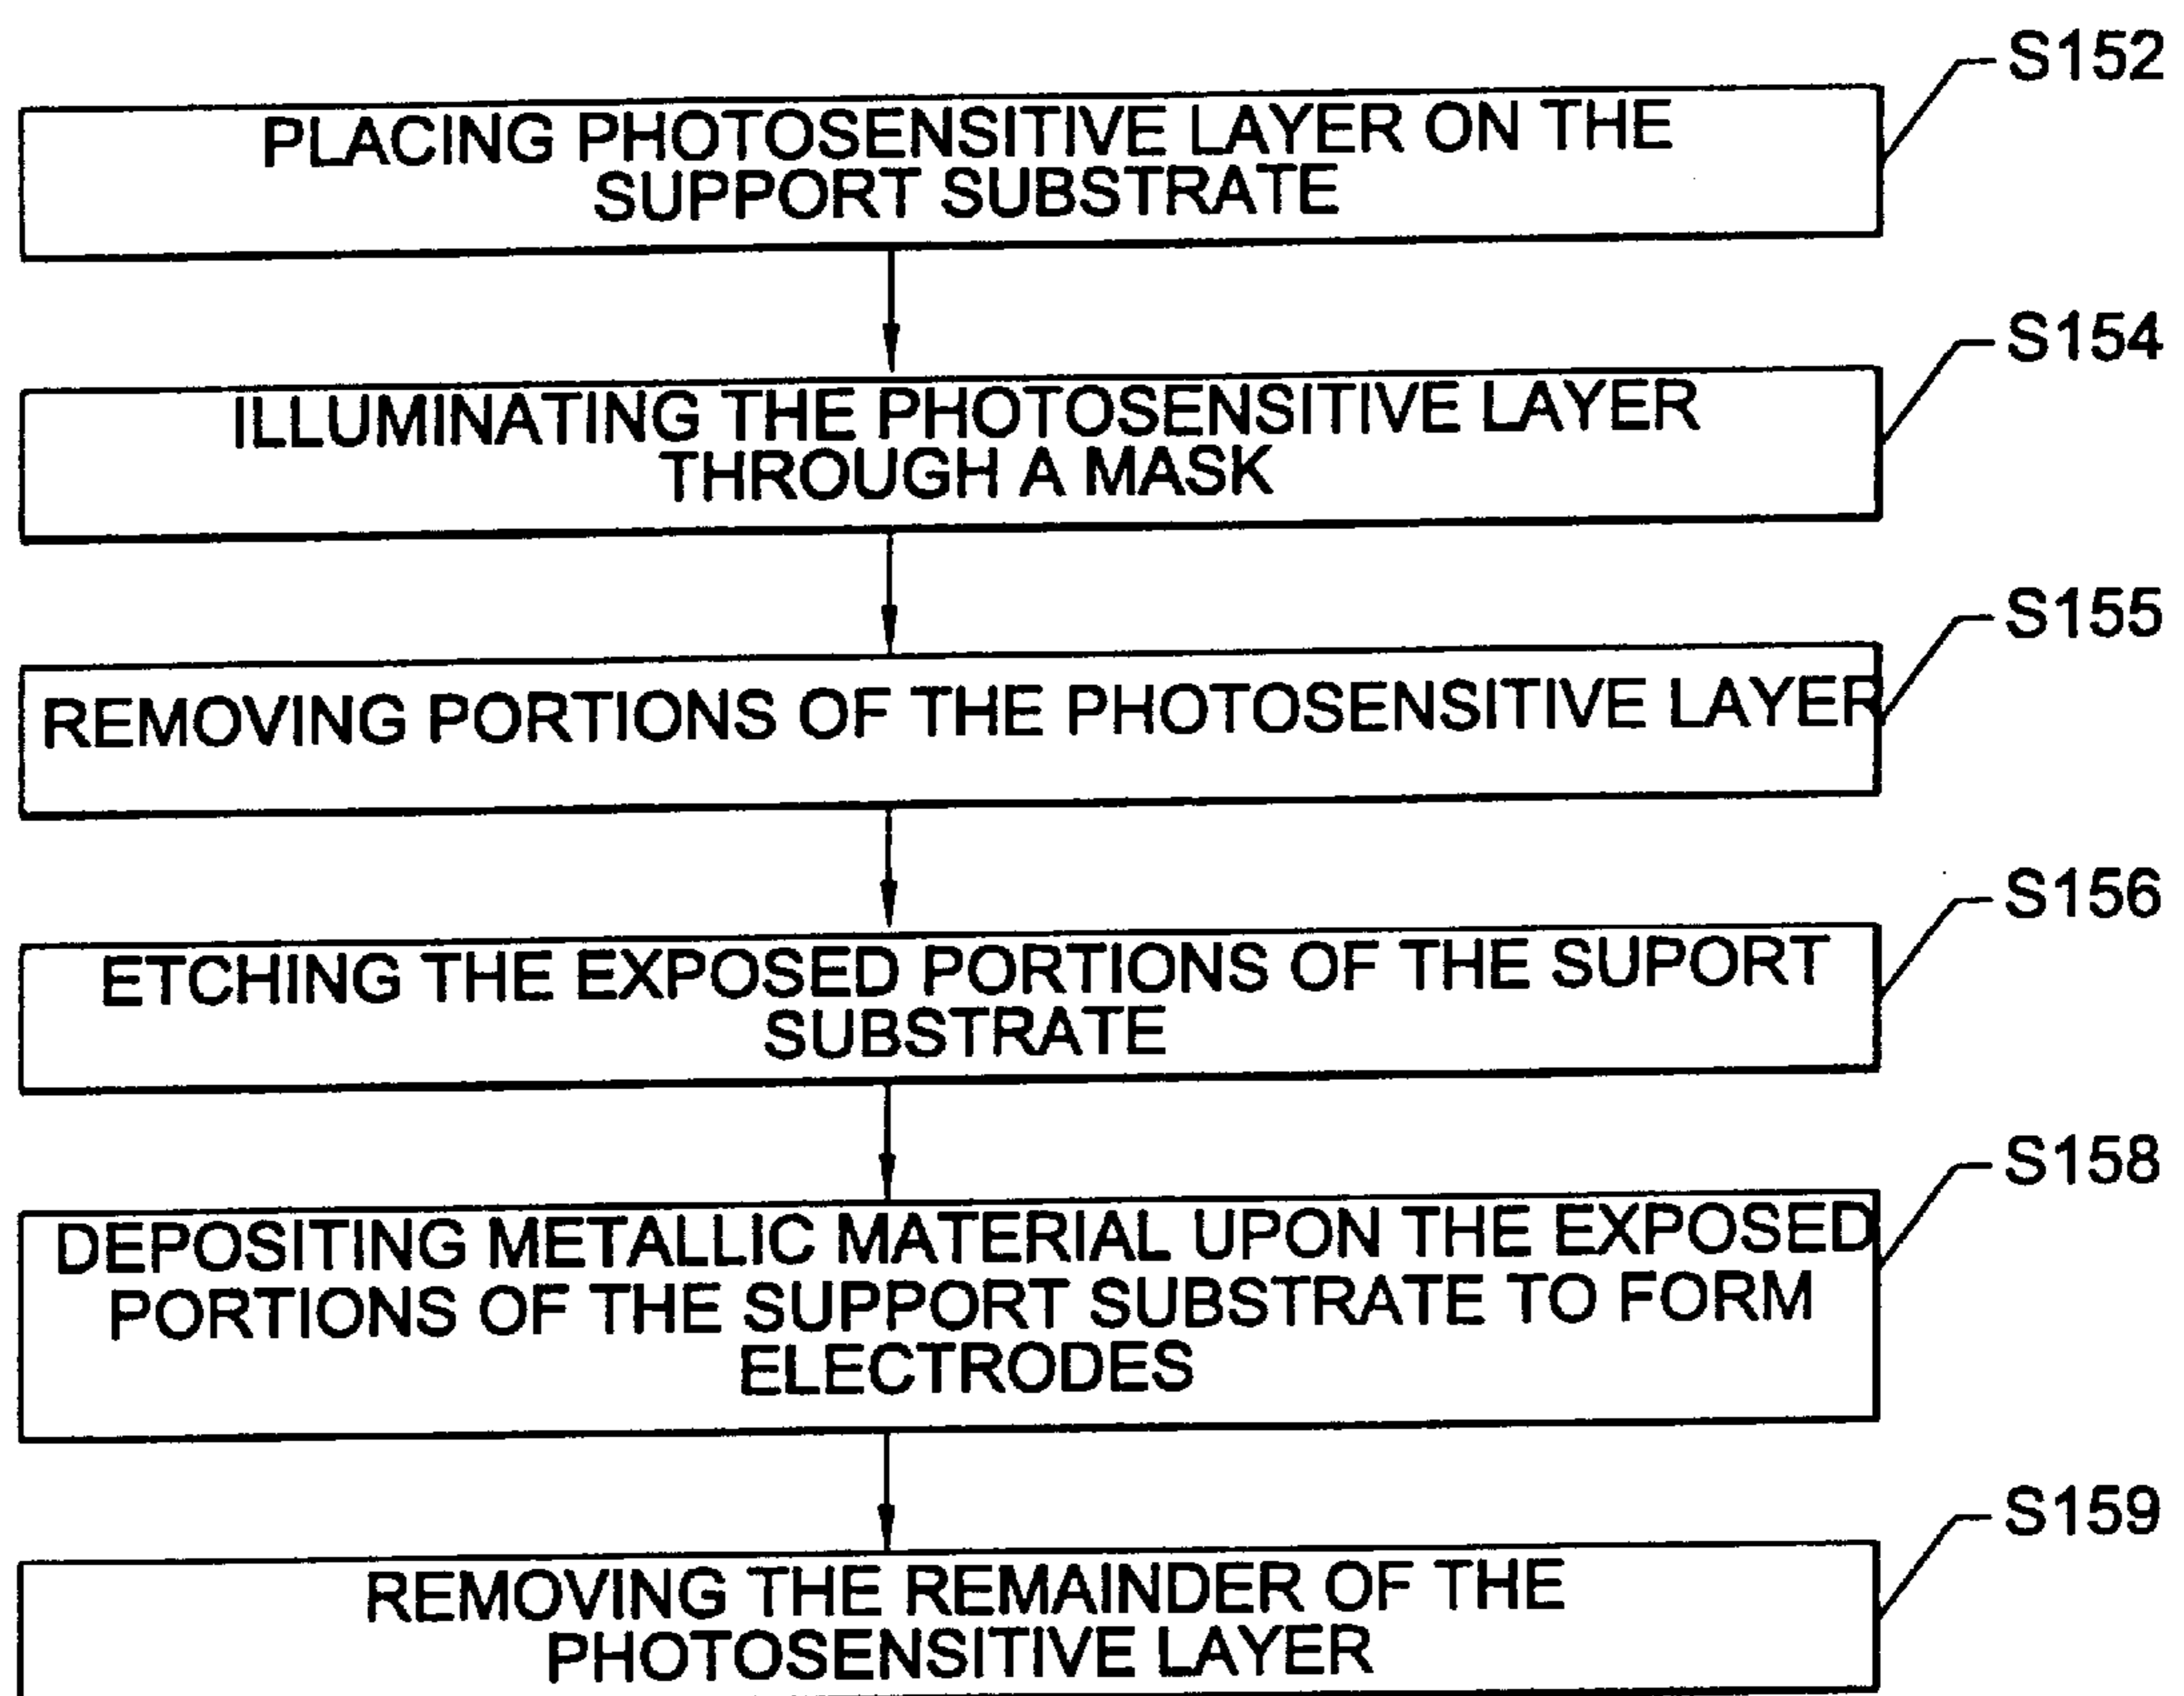 S152
PLACING PHOTOSENSITIVE LAYER ON THE
SUPPORT SUBSTRATE
S154
ILLUMINATING THE PHOTOSENSITIVE LAYER
THROUGH A MASK
S155
REMOVING PORTIONS OF THE PHOTOSENSITIVE LAYER
S156
ETCHING THE EXPOSED PORTIONS OF THE SUPORT
SUBSTRATE
S158
DEPOSITING METALLIC MATERIAL UPON THE EXPOSED
PORTIONS OF THE SUPPORT SUBSTRATE TO FORM
ELECTRODES
S159
REMOVING THE REMAINDER OF THE
PHOTOSENSITIVE LAYER